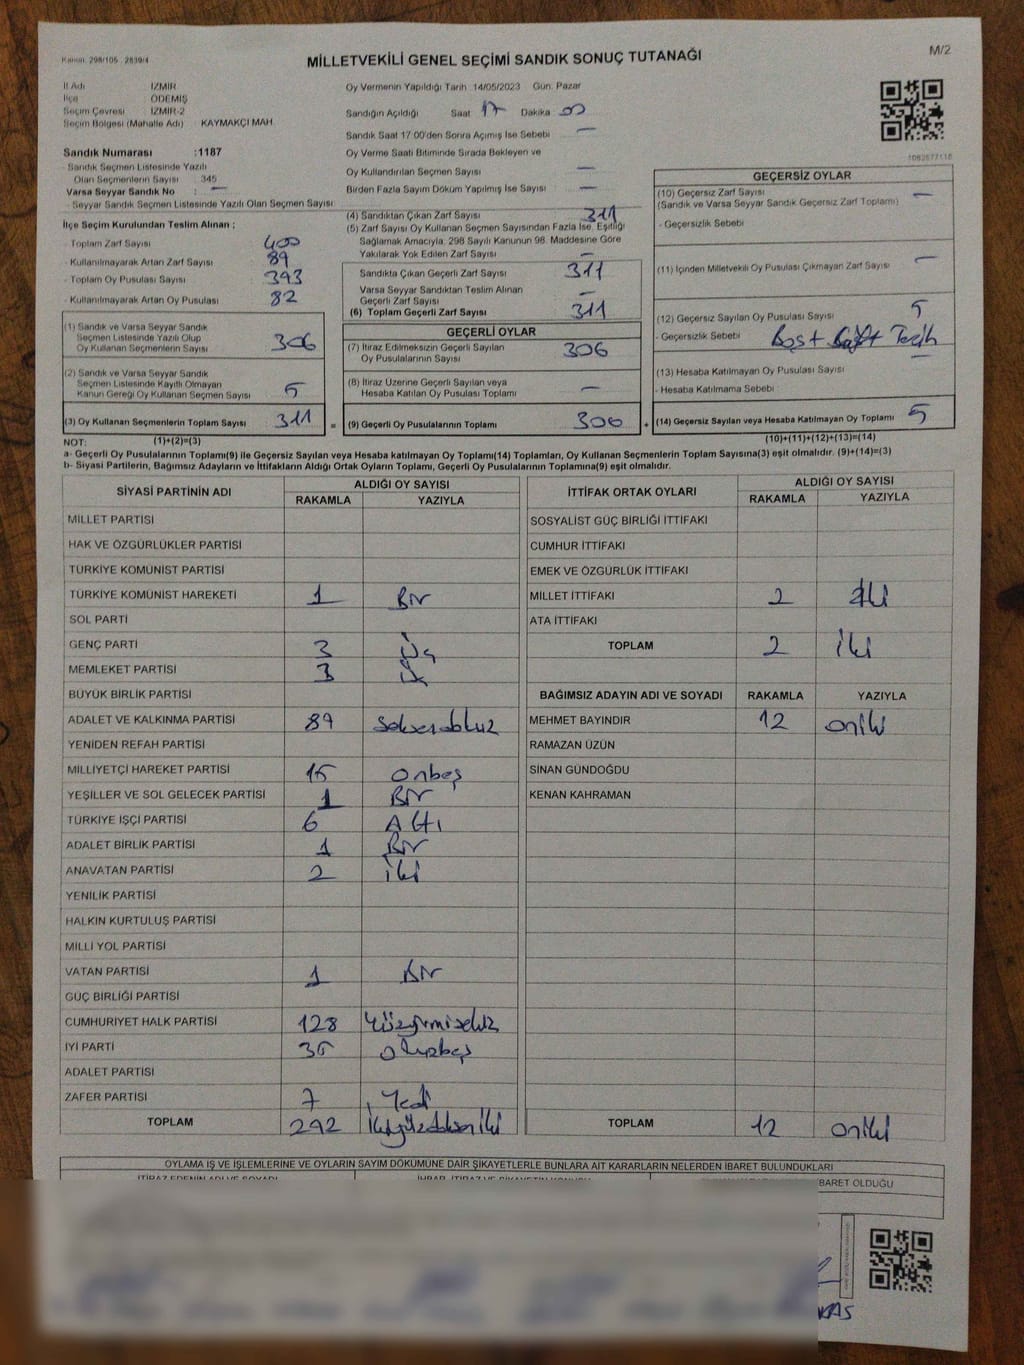 Kanun: 298/105 - 2839/4
MİLLETVEKİLİ GENEL SEÇİMİ SANDIK SONUÇ TUTANAĞI
M/2
İl Adı İZMİR
İlçe ÖDEMİŞ
Seçim Çevresi İZMİR-2
Seçim Bölgesi (Mahalle Adı) KAYMAKÇI MAH.
Oy Vermenin Yapıldığı Tarih 14/05/2023 Gün: Pazar
Sandığın Açıldığı Saat 17 Dakika 00
Sandık Saat 17:00'den Sonra Açımış İse Sebebi —
Oy Verme Saati Bitiminde Sırada Bekleyen ve
Oy Kullandırılan Seçmen Sayısı —
Birden Fazla Sayım Döküm Yapılmış İse Sayısı —
Sandık Numarası :1187
- Sandık Seçmen Listesinde Yazılı
Olan Seçmenlerin Sayısı 345
Varsa Seyyar Sandık No : —
- Seyyar Sandık Seçmen Listesinde Yazılı Olan Seçmen Sayısı
İlçe Seçim Kurulundan Teslim Alınan ;
- Toplam Zarf Sayısı 400
- Kullanılmayarak Artan Zarf Sayısı 89
- Toplam Oy Pusulası Sayısı 393
- Kullanılmayarak Artan Oy Pusulası 82
(1) Sandık ve Varsa Seyyar Sandık
Seçmen Listesinde Yazılı Olup
Oy Kullanan Seçmenlerin Sayısı 306
(2) Sandık ve Varsa Seyyar Sandık
Seçmen Listesinde Kayıtlı Olmayan
Kanun Gereği Oy Kullanan Seçmen Sayısı 5
(3) Oy Kullanan Seçmenlerin Toplam Sayısı 311
(4) Sandıktan Çıkan Zarf Sayısı 311
(5) Zarf Sayısı Oy Kullanan Seçmen Sayısından Fazla İse, Eşitliği
Sağlamak Amacıyla; 298 Sayılı Kanunun 98. Maddesine Göre
Yakılarak Yok Edilen Zarf Sayısı —
Sandıkta Çıkan Geçerli Zarf Sayısı 311
Varsa Seyyar Sandıktan Teslim Alınan
Geçerli Zarf Sayısı —
(6) Toplam Geçerli Zarf Sayısı 311
GEÇERLİ OYLAR
(7) İtiraz Edilmeksizin Geçerli Sayılan
Oy Pusulalarının Sayısı 306
(8) İtiraz Üzerine Geçerli Sayılan veya
Hesaba Katılan Oy Pusulası Toplamı —
= (9) Geçerli Oy Pusulalarının Toplamı 306 +
1082677118
GEÇERSİZ OYLAR
(10) Geçersiz Zarf Sayısı —
(Sandık ve Varsa Seyyar Sandık Geçersiz Zarf Toplamı)
- Geçersizlik Sebebi
(11) İçinden Milletvekili Oy Pusulası Çıkmayan Zarf Sayısı —
(12) Geçersiz Sayılan Oy Pusulası Sayısı 5
- Geçersizlik Sebebi Boş+ Tercih
(13) Hesaba Katılmayan Oy Pusulası Sayısı —
- Hesaba Katılmama Sebebi
(14) Geçersiz Sayılan veya Hesaba Katılmayan Oy Toplamı 5
NOT: (1)+(2)=(3) (10)+(11)+(12)+(13)=(14)
a- Geçerli Oy Pusulalarının Toplamı(9) ile Geçersiz Sayılan veya Hesaba katılmayan Oy Toplamı(14) Toplamları, Oy Kullanan Seçmenlerin Toplam Sayısına(3) eşit olmalıdır. (9)+(14)=(3)
b- Siyasi Partilerin, Bağımsız Adayların ve İttifakların Aldığı Ortak Oyların Toplamı, Geçerli Oy Pusulalarının Toplamına(9) eşit olmalıdır.
SİYASİ PARTİNİN ADI ALDIĞI OY SAYISI
RAKAMLA YAZIYLA
MİLLET PARTİSİ
HAK VE ÖZGÜRLÜKLER PARTİSİ
TÜRKİYE KOMÜNİST PARTİSİ
TÜRKİYE KOMÜNİST HAREKETİ 1 Bir
SOL PARTİ
GENÇ PARTİ 3 Üç
MEMLEKET PARTİSİ 3 Üç
BÜYÜK BİRLİK PARTİSİ
ADALET VE KALKINMA PARTİSİ 89 seksendokuz
YENİDEN REFAH PARTİSİ
MİLLİYETÇİ HAREKET PARTİSİ 15 onbeş
YEŞİLLER VE SOL GELECEK PARTİSİ 1 Bir
TÜRKİYE İŞÇİ PARTİSİ 6 Altı
ADALET BİRLİK PARTİSİ 1 Bir
ANAVATAN PARTİSİ 2 iki
YENİLİK PARTİSİ
HALKIN KURTULUŞ PARTİSİ
MİLLİ YOL PARTİSİ
VATAN PARTİSİ 1 Bir
GÜÇ BİRLİĞİ PARTİSİ
CUMHURİYET HALK PARTİSİ 128 Yüzyirmisekiz
İYİ PARTİ 35 otuzbeş
ADALET PARTİSİ
ZAFER PARTİSİ 7 Yedi
TOPLAM 292 ikiyüzdoksaniki
İTTİFAK ORTAK OYLARI ALDIĞI OY SAYISI
RAKAMLA YAZIYLA
SOSYALİST GÜÇ BİRLİĞİ İTTİFAKI
CUMHUR İTTİFAKI
EMEK VE ÖZGÜRLÜK İTTİFAKI
MİLLET İTTİFAKI 2 iki
ATA İTTİFAKI
TOPLAM 2 iki
BAĞIMSIZ ADAYIN ADI VE SOYADI RAKAMLA YAZIYLA
MEHMET BAYINDIR 12 oniki
RAMAZAN ÜZÜN
SİNAN GÜNDOĞDU
KENAN KAHRAMAN
TOPLAM 12 oniki
OYLAMA İŞ VE İŞLEMLERİNE VE OYLARIN SAYIM DÖKÜMÜNE DAİR ŞİKAYETLERLE BUNLARA AİT KARARLARIN NELERDEN İBARET BULUNDUKLARI
İTİRAZ EDENİN ADI VE SOYADI
BARET OLDUĞU